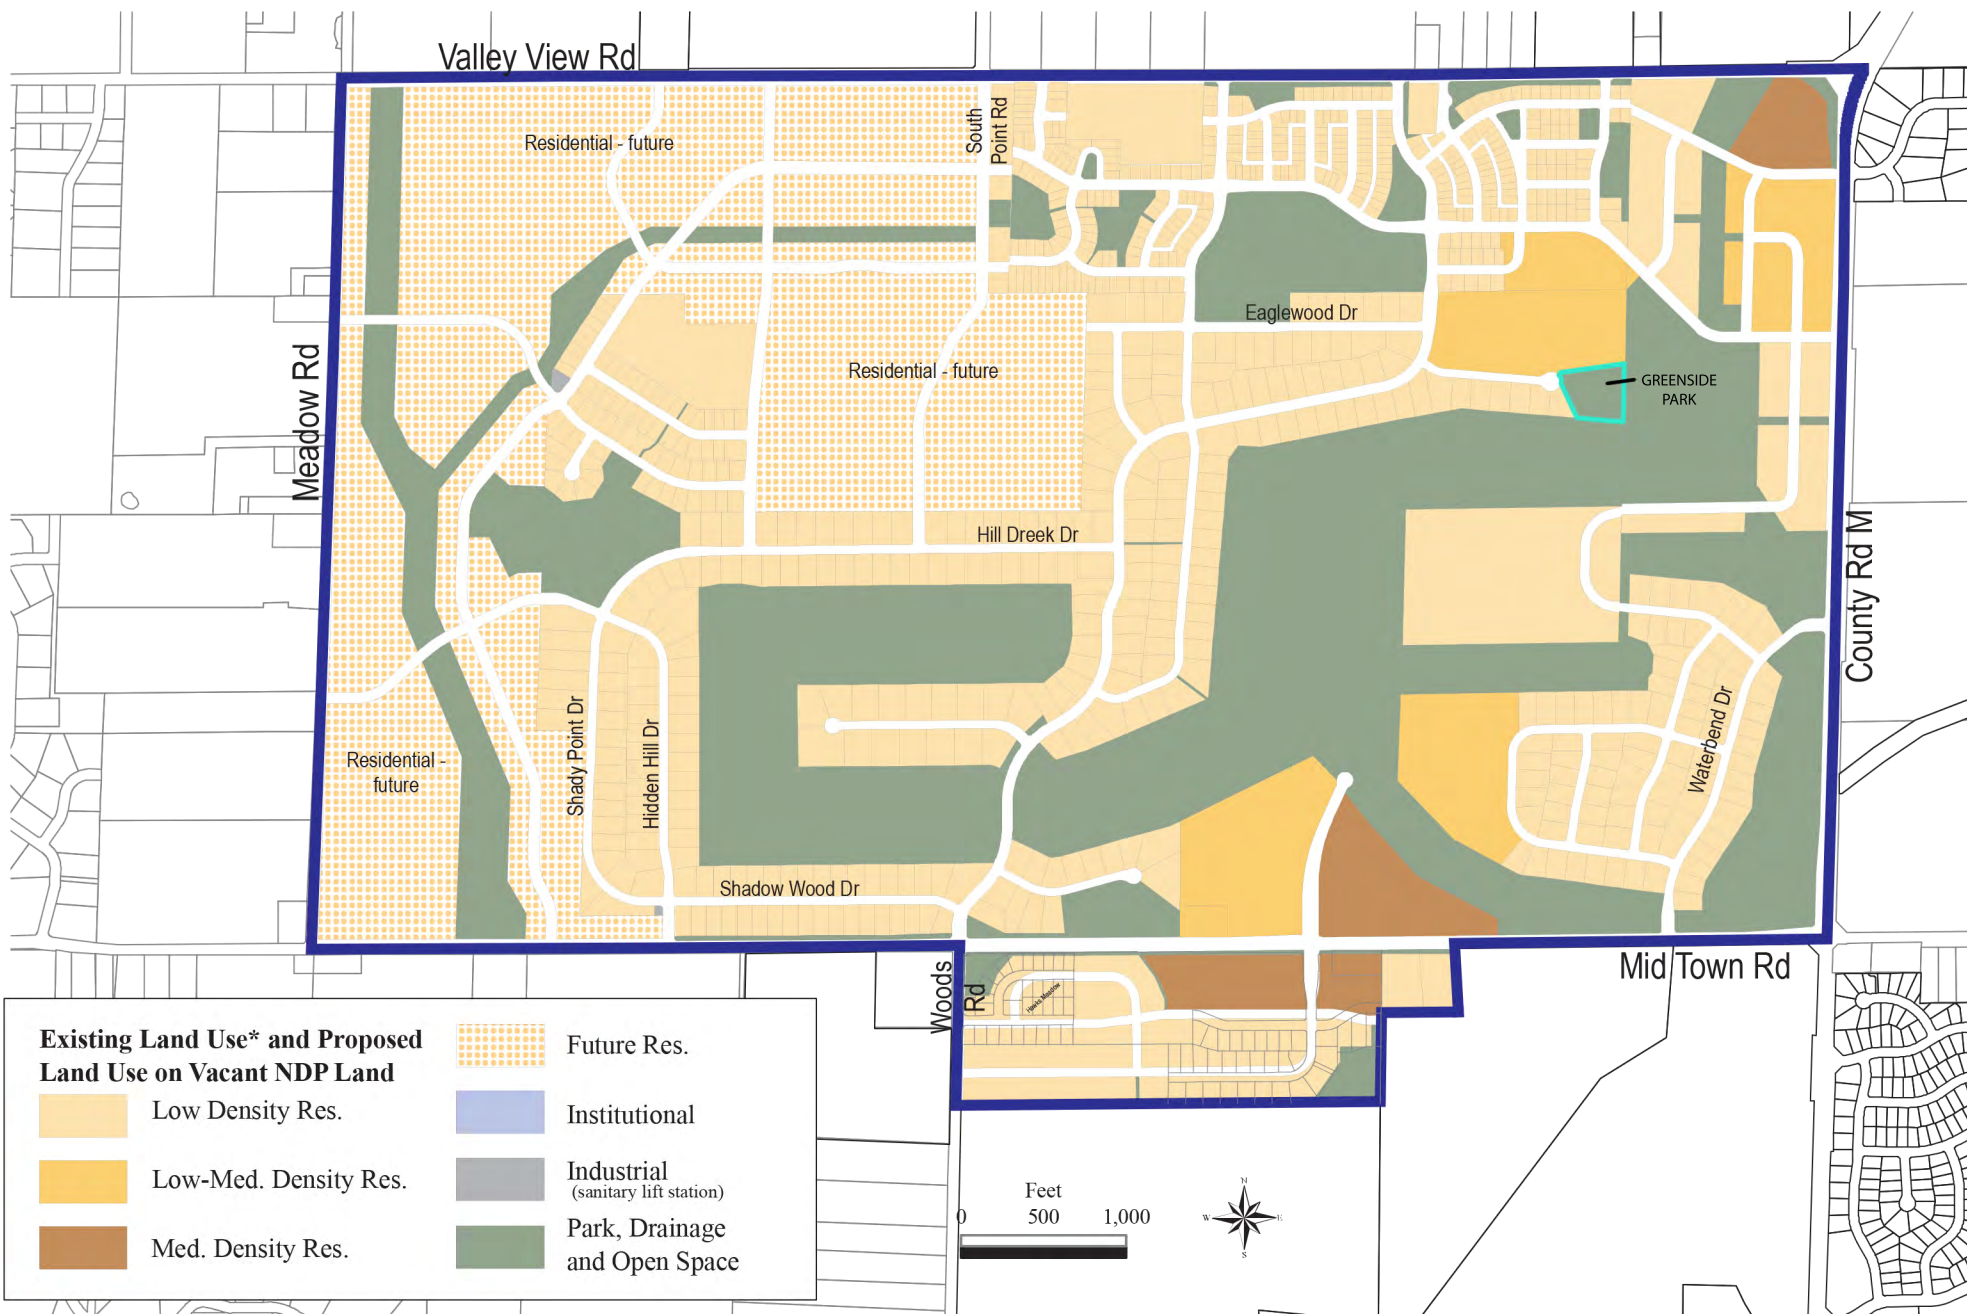 Valley View Rd
South
Point Rd
Residential - future
Eaglewood Dr
Meadow Rd
Residential - future
GREENSIDE
PARK
Hill Dreek Dr
County Rd M
Shady Point Dr
Hidden Hill Dr
Waterbend Dr
Residential -
future
Shadow Wood Dr
Woods
Rd
Hawks Meadow
Mid Town Rd
Existing Land Use* and Proposed
Land Use on Vacant NDP Land
Low Density Res.
Low-Med. Density Res.
Med. Density Res.
Future Res.
Institutional
Industrial
(sanitary lift station)
Park, Drainage
and Open Space
Feet
0 500 1,000
N
W E
S